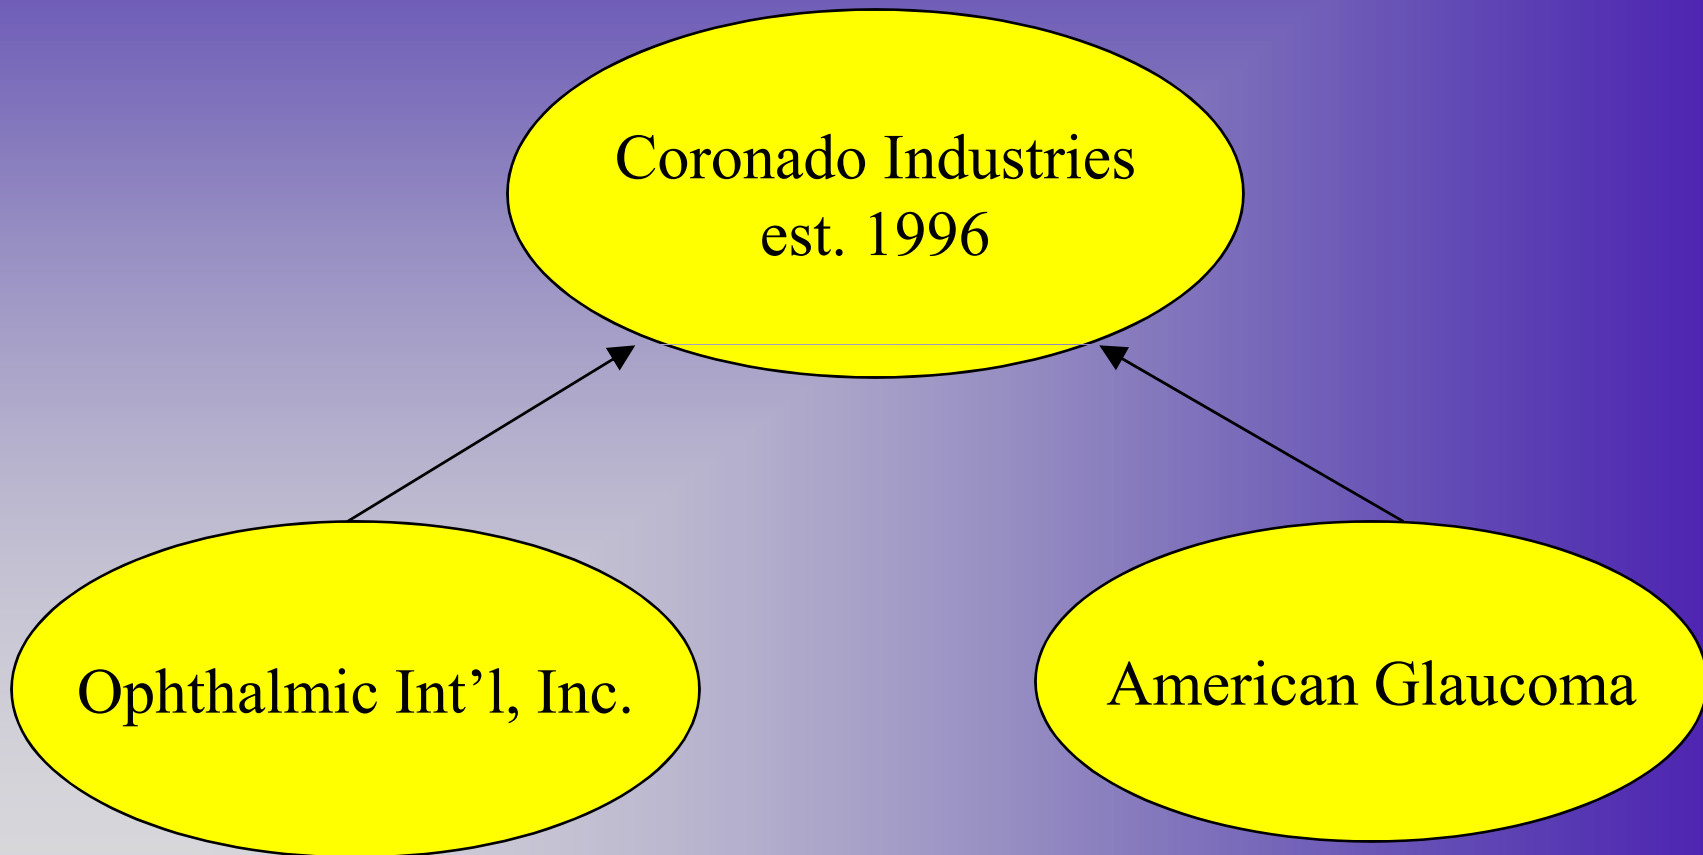 Coronado Industries
est. 1996
Ophthalmic Int’l, Inc.
American Glaucoma